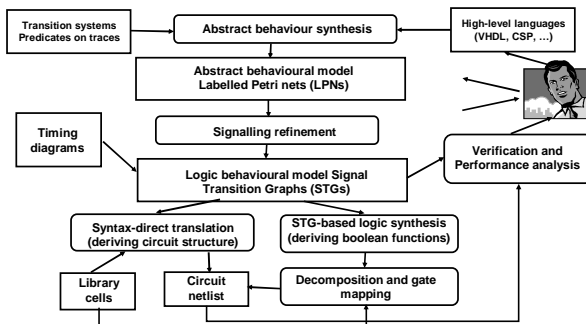 Transition systems
Predicates on traces
Abstract behaviour synthesis
High-level languages
(VHDL, CSP, ...)
Abstract behavioural model
Labelled Petri nets (LPNs)
Timing
diagrams
Signalling refinement
Verification and
Performance analysis
Logic behavioural model Signal
Transition Graphs (STGs)
Syntax-direct translation
(deriving circuit structure)
STG-based logic synthesis
(deriving boolean functions)
Library
cells
Circuit
netlist
Decomposition and gate
mapping